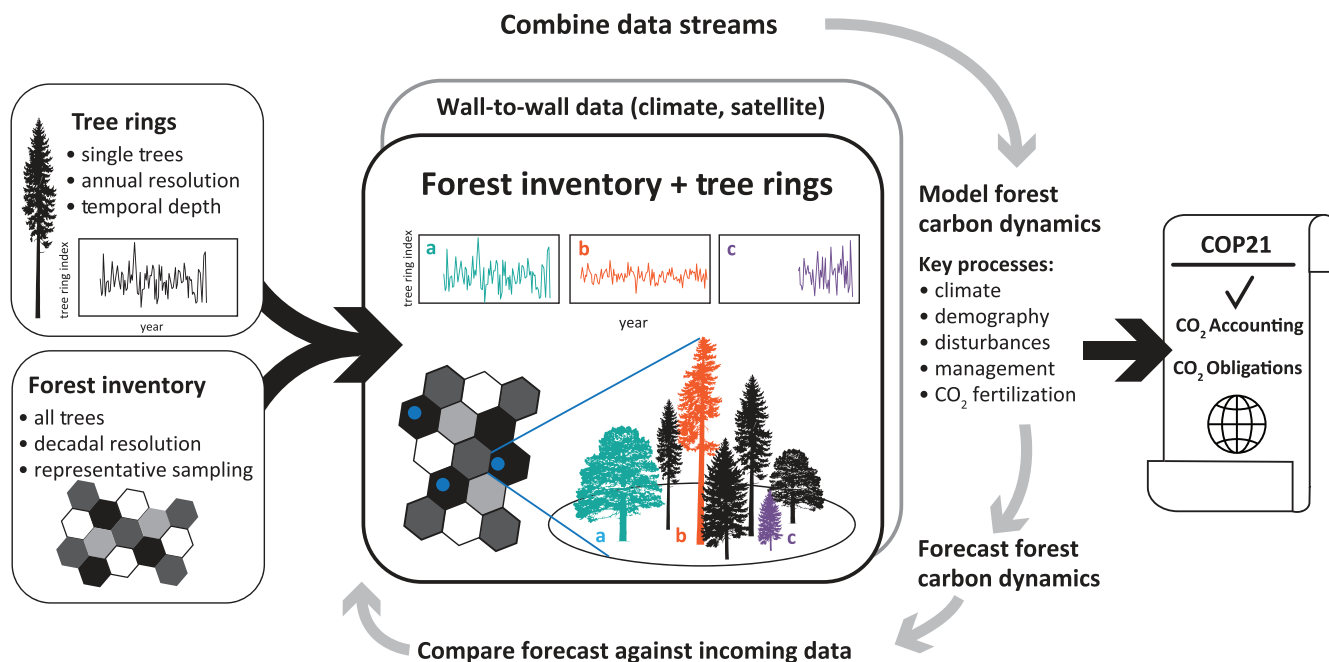 Combine data streams
Tree rings
• single trees
• annual resolution
• temporal depth
tree ring index
year
Forest inventory
• all trees
• decadal resolution
• representative sampling
Wall-to-wall data (climate, satellite)
Forest inventory + tree rings
tree ring index
a
b
c
year
a
b
c
Model forest
carbon dynamics
Key processes:
• climate
• demography
• disturbances
• management
• CO₂ fertilization
COP21
✓
CO₂ Accounting
CO₂ Obligations
Forecast forest
carbon dynamics
Compare forecast against incoming data